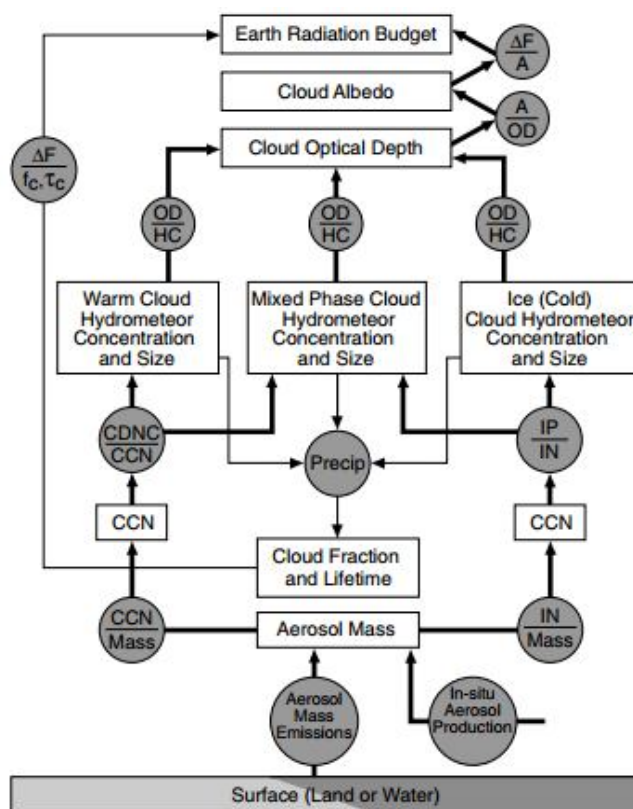 Earth Radiation Budget
ΔF
A
Cloud Albedo
A
OD
Cloud Optical Depth
ΔF
fc,τc
OD
HC
OD
HC
OD
HC
Warm Cloud
Hydrometeor
Concentration
and Size
Mixed Phase Cloud
Hydrometeor
Concentration
and Size
Ice (Cold)
Cloud Hydrometeor
Concentration
and Size
CDNC
CCN
Precip
IP
IN
CCN
CCN
Cloud Fraction
and Lifetime
CCN
Mass
Aerosol Mass
IN
Mass
Aerosol
Mass
Emissions
In-situ
Aerosol
Production
Surface (Land or Water)